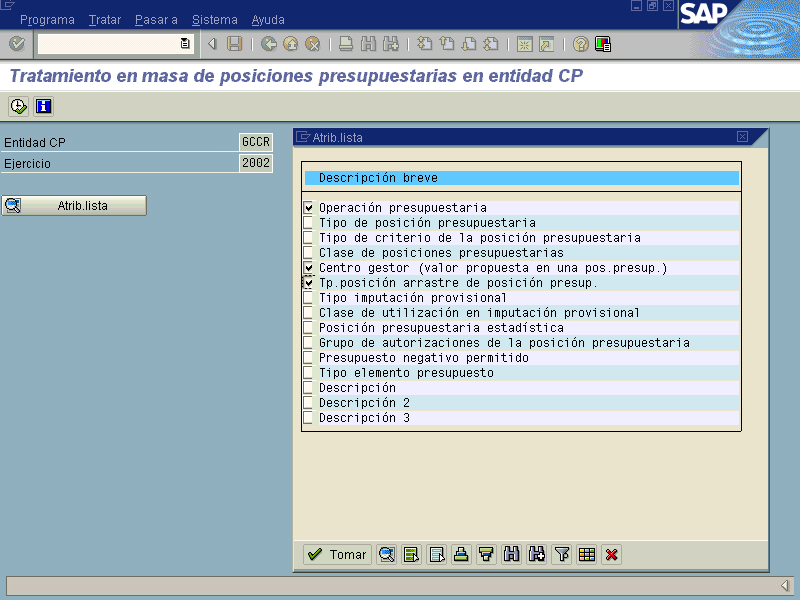 Programa Tratar Pasar a Sistema Ayuda
SAP
Tratamiento en masa de posiciones presupuestarias en entidad CP
Entidad CP GCCR
Ejercicio 2002
Atrib.lista
Atrib.lista
Descripción breve
Operación presupuestaria
Tipo de posición presupuestaria
Tipo de criterio de la posición presupuestaria
Clase de posiciones presupuestarias
Centro gestor (valor propuesta en una pos.presup.)
Tp.posición arrastre de posición presup.
Tipo imputación provisional
Clase de utilización en imputación provisional
Posición presupuestaria estadística
Grupo de autorizaciones de la posición presupuestaria
Presupuesto negativo permitido
Tipo elemento presupuesto
Descripción
Descripción 2
Descripción 3
Tomar